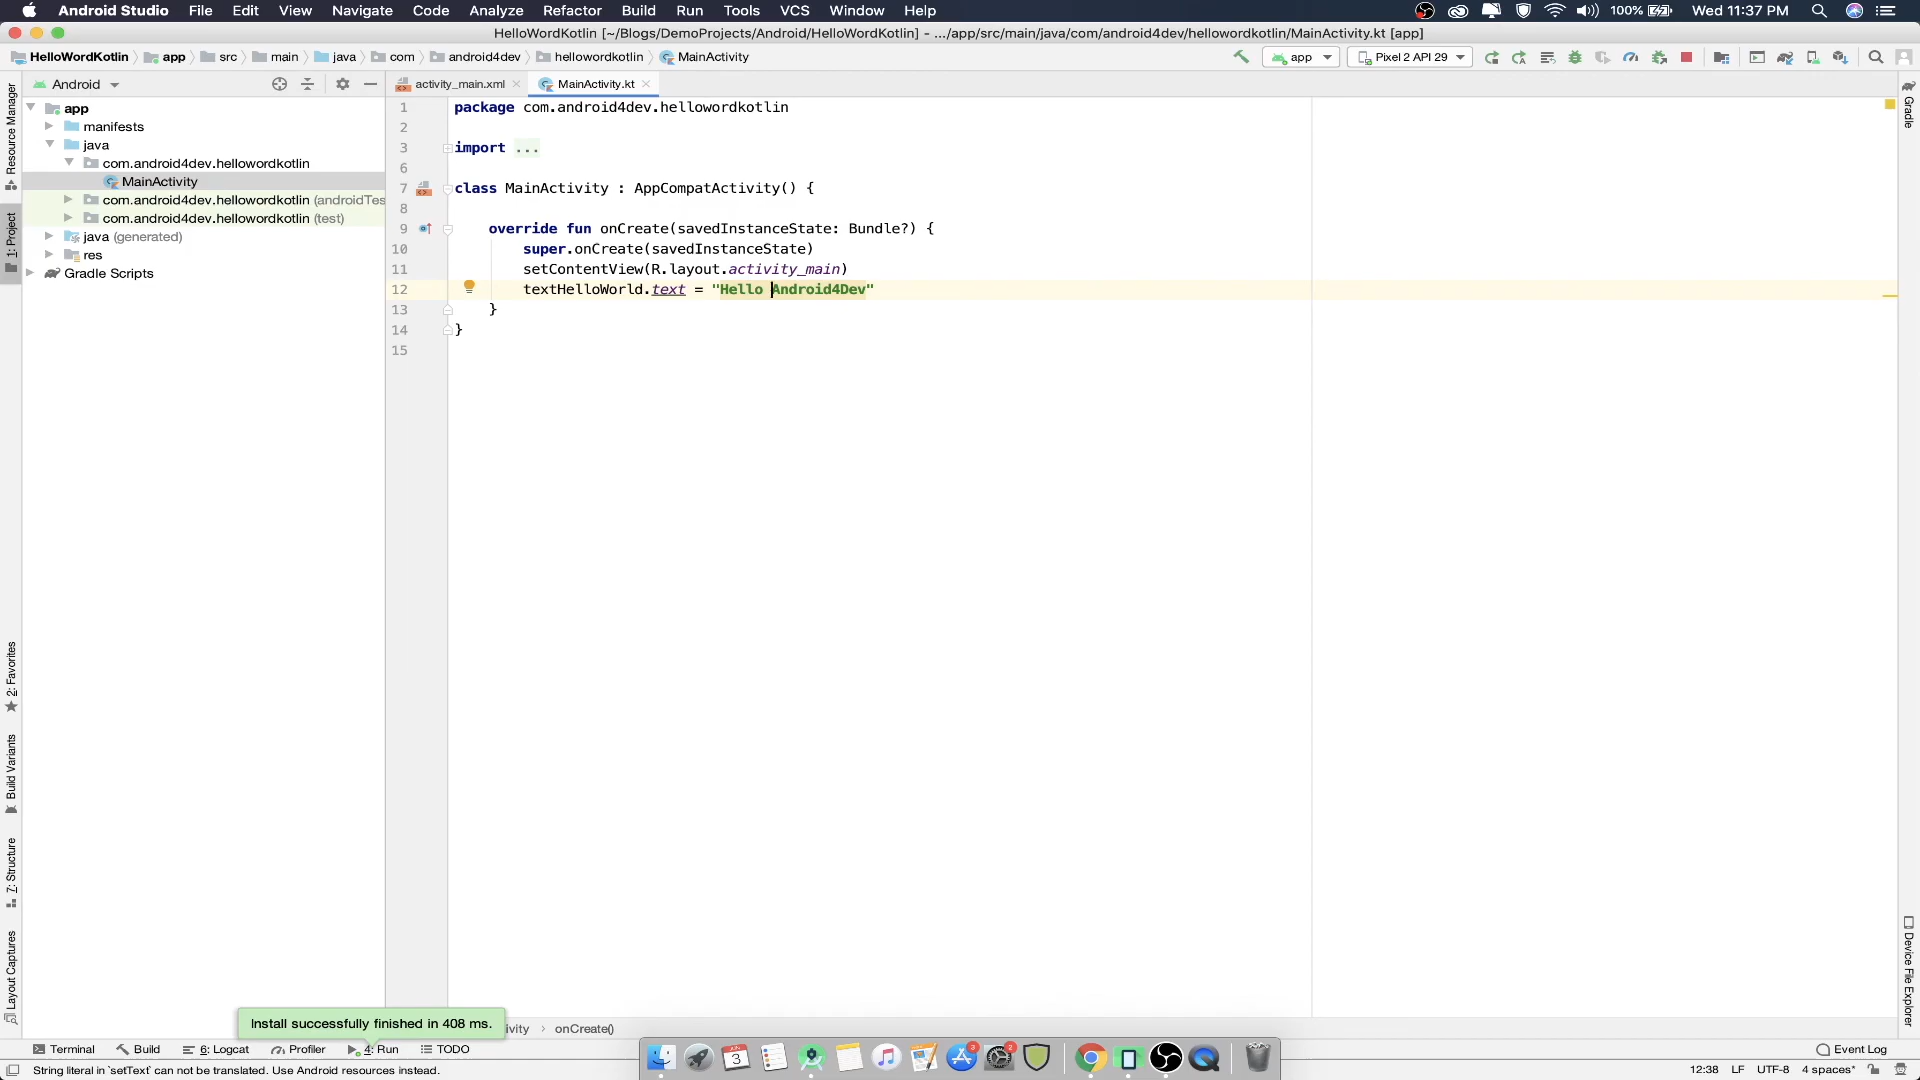 Android Studio File Edit View Navigate Code Analyze Refactor Build Run Tools VCS Window Help 100% Wed 11:37 PM
HelloWordKotlin [~/Blogs/DemoProjects/Android/HelloWordKotlin] - .../app/src/main/java/com/android4dev/hellowordkotlin/MainActivity.kt [app]
HelloWordKotlin app src main java com android4dev hellowordkotlin MainActivity app Pixel 2 API 29
Android activity_main.xml MainActivity.kt
app
manifests
java
com.android4dev.hellowordkotlin
MainActivity
com.android4dev.hellowordkotlin (androidTes
com.android4dev.hellowordkotlin (test)
java (generated)
res
Gradle Scripts
1 package com.android4dev.hellowordkotlin
2
3 import ...
6
7 class MainActivity : AppCompatActivity() {
8
9 override fun onCreate(savedInstanceState: Bundle?) {
10 super.onCreate(savedInstanceState)
11 setContentView(R.layout.activity_main)
12 textHelloWorld.text = "Hello Android4Dev"
13 }
14 }
15
Resource Manager
1: Project
2: Favorites
Build Variants
7: Structure
Layout Captures
Gradle
Device File Explorer
Install successfully finished in 408 ms.
ivity onCreate()
Terminal Build 6: Logcat Profiler 4: Run TODO Event Log
3 3 2
String literal in `setText` can not be translated. Use Android resources instead. 12:38 LF UTF-8 4 spaces*